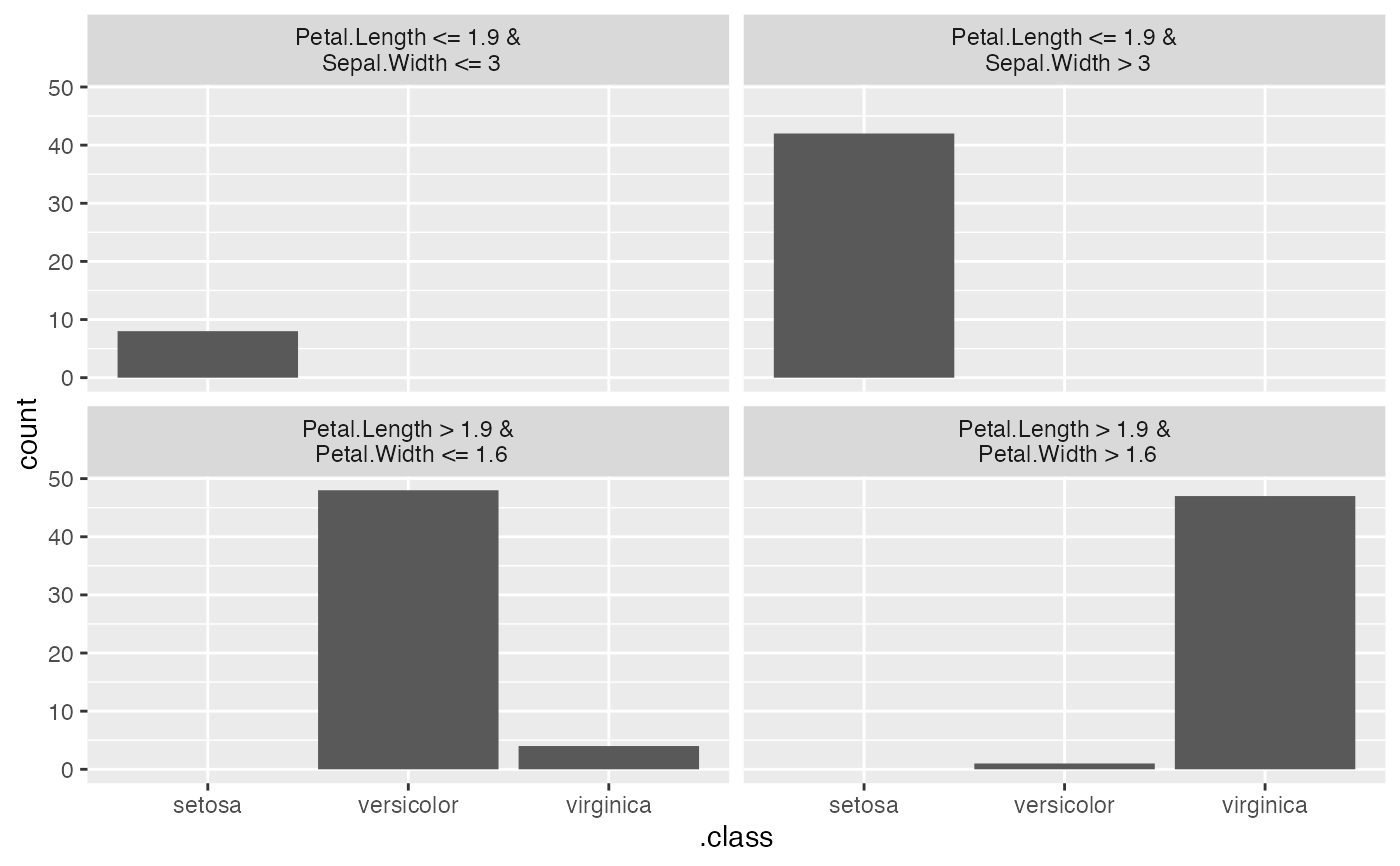 Petal.Length <= 1.9 &
Sepal.Width <= 3
Petal.Length <= 1.9 &
Sepal.Width > 3
50
40
30
20
10
0
count
Petal.Length > 1.9 &
Petal.Width <= 1.6
Petal.Length > 1.9 &
Petal.Width > 1.6
50
40
30
20
10
0
setosa versicolor virginica setosa versicolor virginica
.class